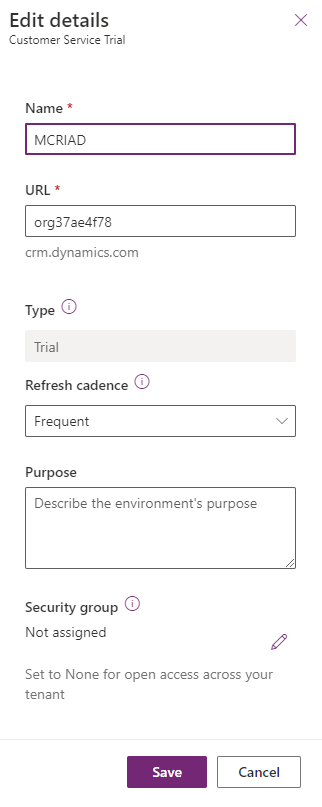 Edit details
Customer Service Trial
Name *
MCRIAD
URL *
org37ae4f78
crm.dynamics.com
Type
Trial
Refresh cadence
Frequent
Purpose
Describe the environment's purpose
Security group
Not assigned
Set to None for open access across your
tenant
Save
Cancel